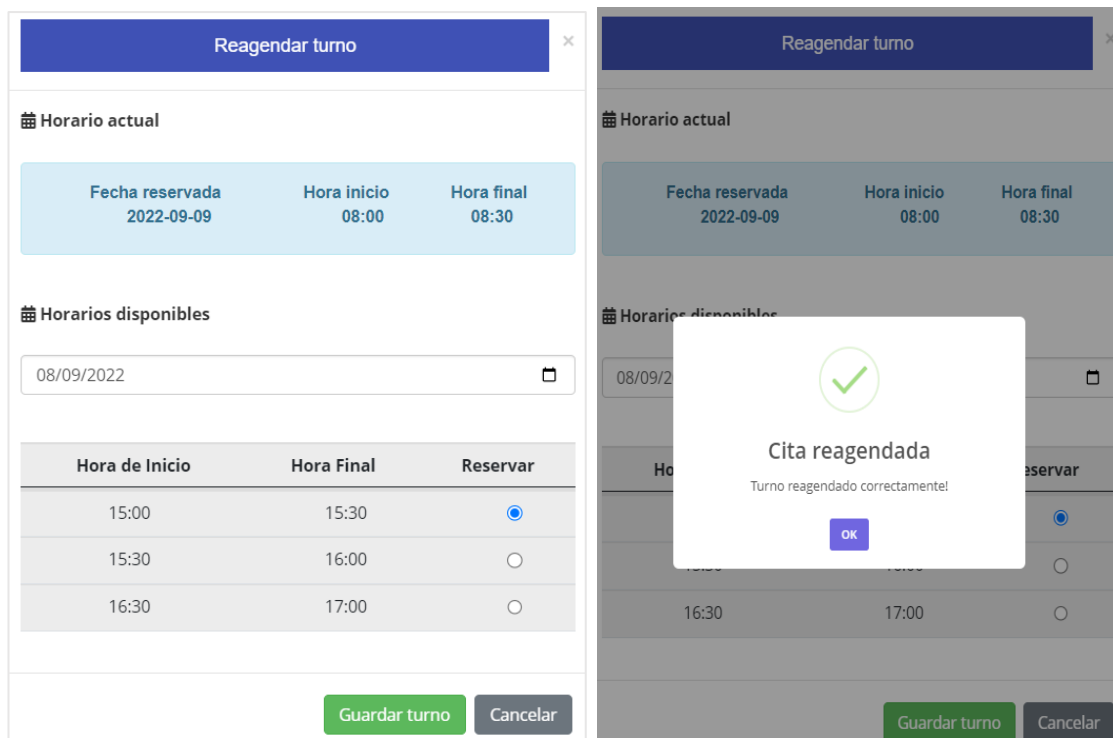 Reagendar turno ×
Horario actual
Fecha reservada Hora inicio Hora final
2022-09-09 08:00 08:30
Horarios disponibles
08/09/2022
Hora de Inicio Hora Final Reservar
15:00 15:30
15:30 16:00
16:30 17:00
Guardar turno Cancelar
Reagendar turno ×
Horario actual
Fecha reservada Hora inicio Hora final
2022-09-09 08:00 08:30
Horarios disponibles
08/09/2
Cita reagendada
Turno reagendado correctamente!
OK
Ho eservar
16:30 17:00
Guardar turno Cancelar